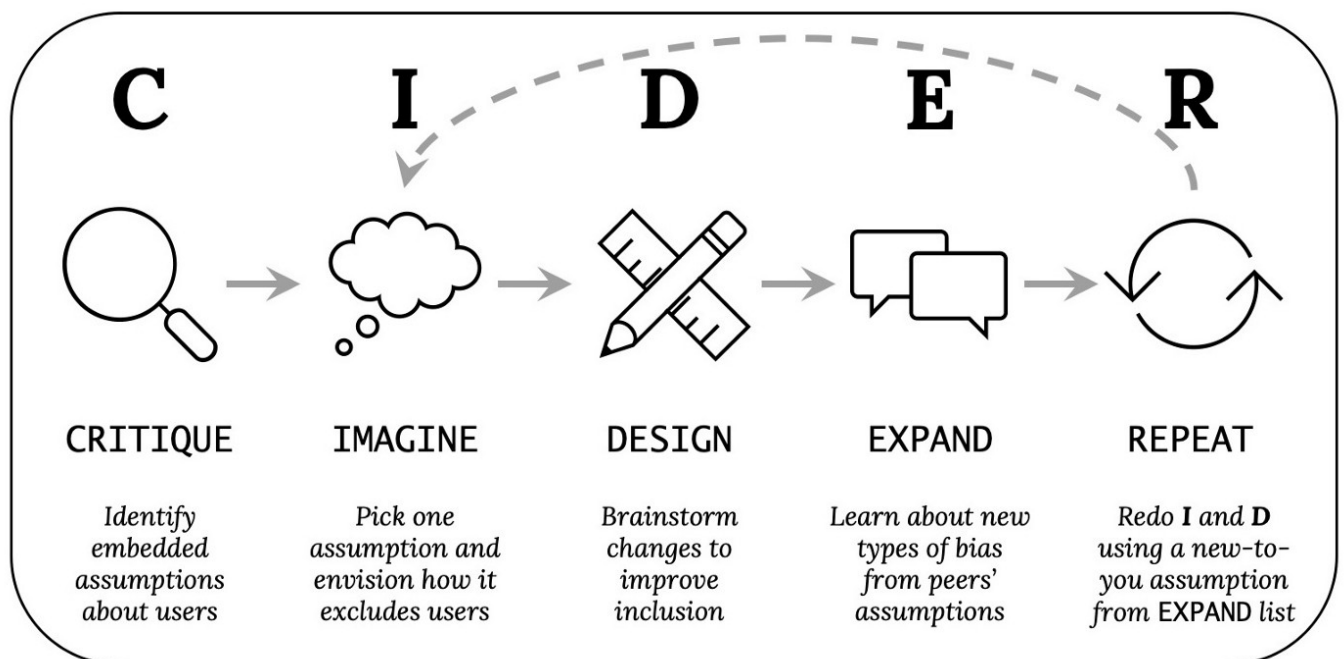 C I D E R
CRITIQUE
Identify
embedded
assumptions
about users
IMAGINE
Pick one
assumption and
envision how it
excludes users
DESIGN
Brainstorm
changes to
improve
inclusion
EXPAND
Learn about new
types of bias
from peers’
assumptions
REPEAT
Redo I and D
using a new-to-
you assumption
from EXPAND list